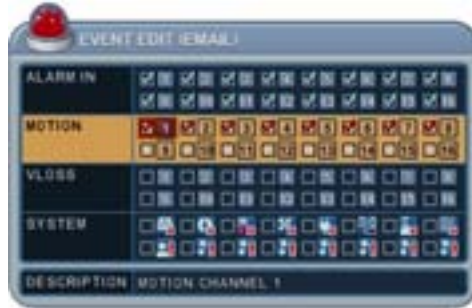 EVENT EDIT (EMAIL)
ALARM IN
MOTION 1 2 3 4 5 6 7 8
9 10 11 12 13 14 15 16
VLOSS
SYSTEM
DESCRIPTION MOTION CHANNEL 1